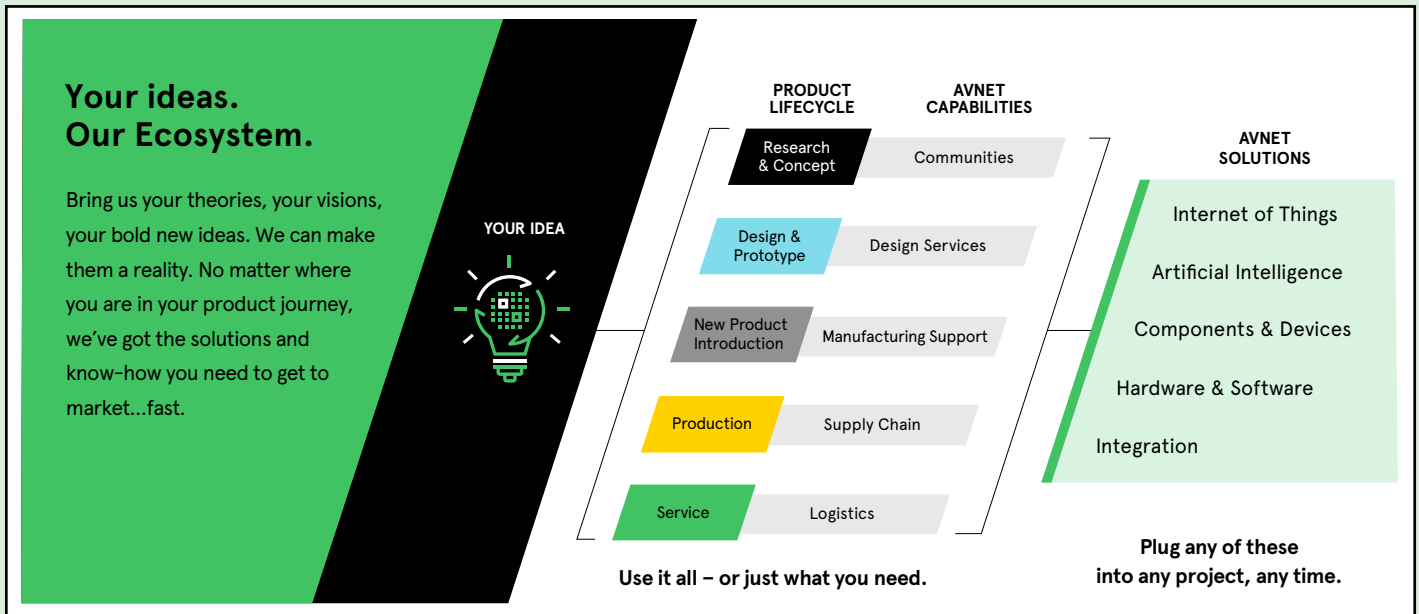 Your ideas.
Our Ecosystem.
Bring us your theories, your visions,
your bold new ideas. We can make
them a reality. No matter where
you are in your product journey,
we’ve got the solutions and
know-how you need to get to
market...fast.
YOUR IDEA
PRODUCT
LIFECYCLE
AVNET
CAPABILITIES
Research
& Concept
Communities
Design &
Prototype
Design Services
New Product
Introduction
Manufacturing Support
Production
Supply Chain
Service
Logistics
Use it all – or just what you need.
AVNET
SOLUTIONS
Internet of Things
Artificial Intelligence
Components & Devices
Hardware & Software
Integration
Plug any of these
into any project, any time.